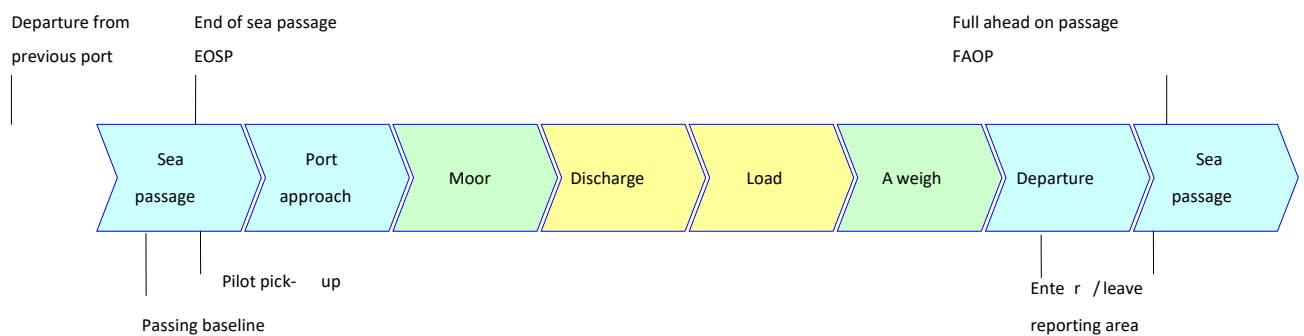 Departure from
previous port
End of sea passage
EOSP
Full ahead on passage
FAOP
Sea
passage
Port
approach
Moor
Discharge
Load
A weigh
Departure
Sea
passage
Pilot pick- up
Passing baseline
Ente r / leave
reporting area